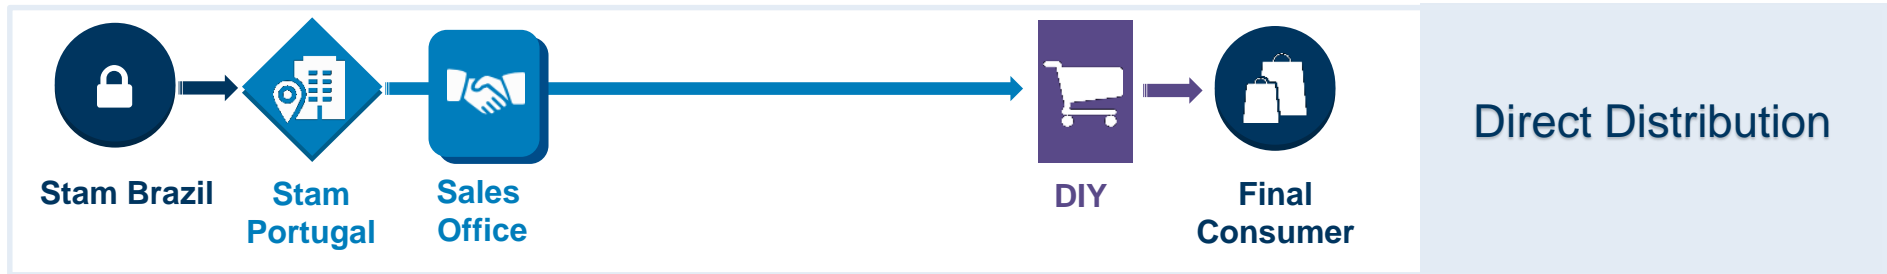 Stam Brazil
Stam
Portugal
Sales
Office
DIY
Final
Consumer
Direct Distribution